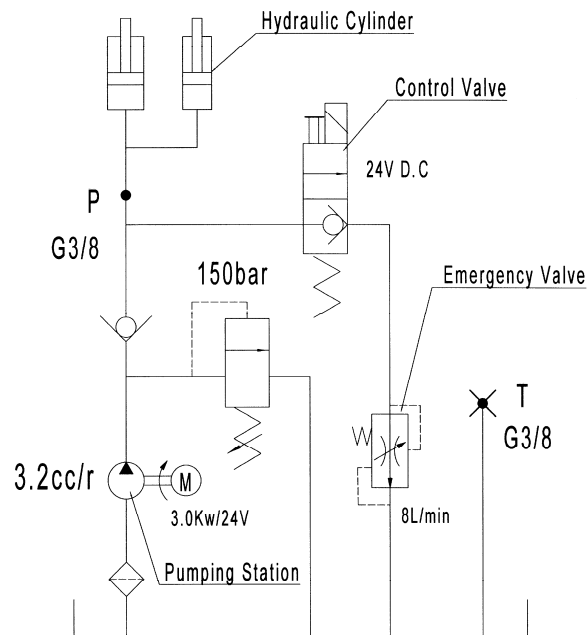 Hydraulic Cylinder
Control Valve
24V D.C
P
G3/8
150bar
Emergency Valve
T
G3/8
3.2cc/r
M
3.0Kw/24V
8L/min
Pumping Station